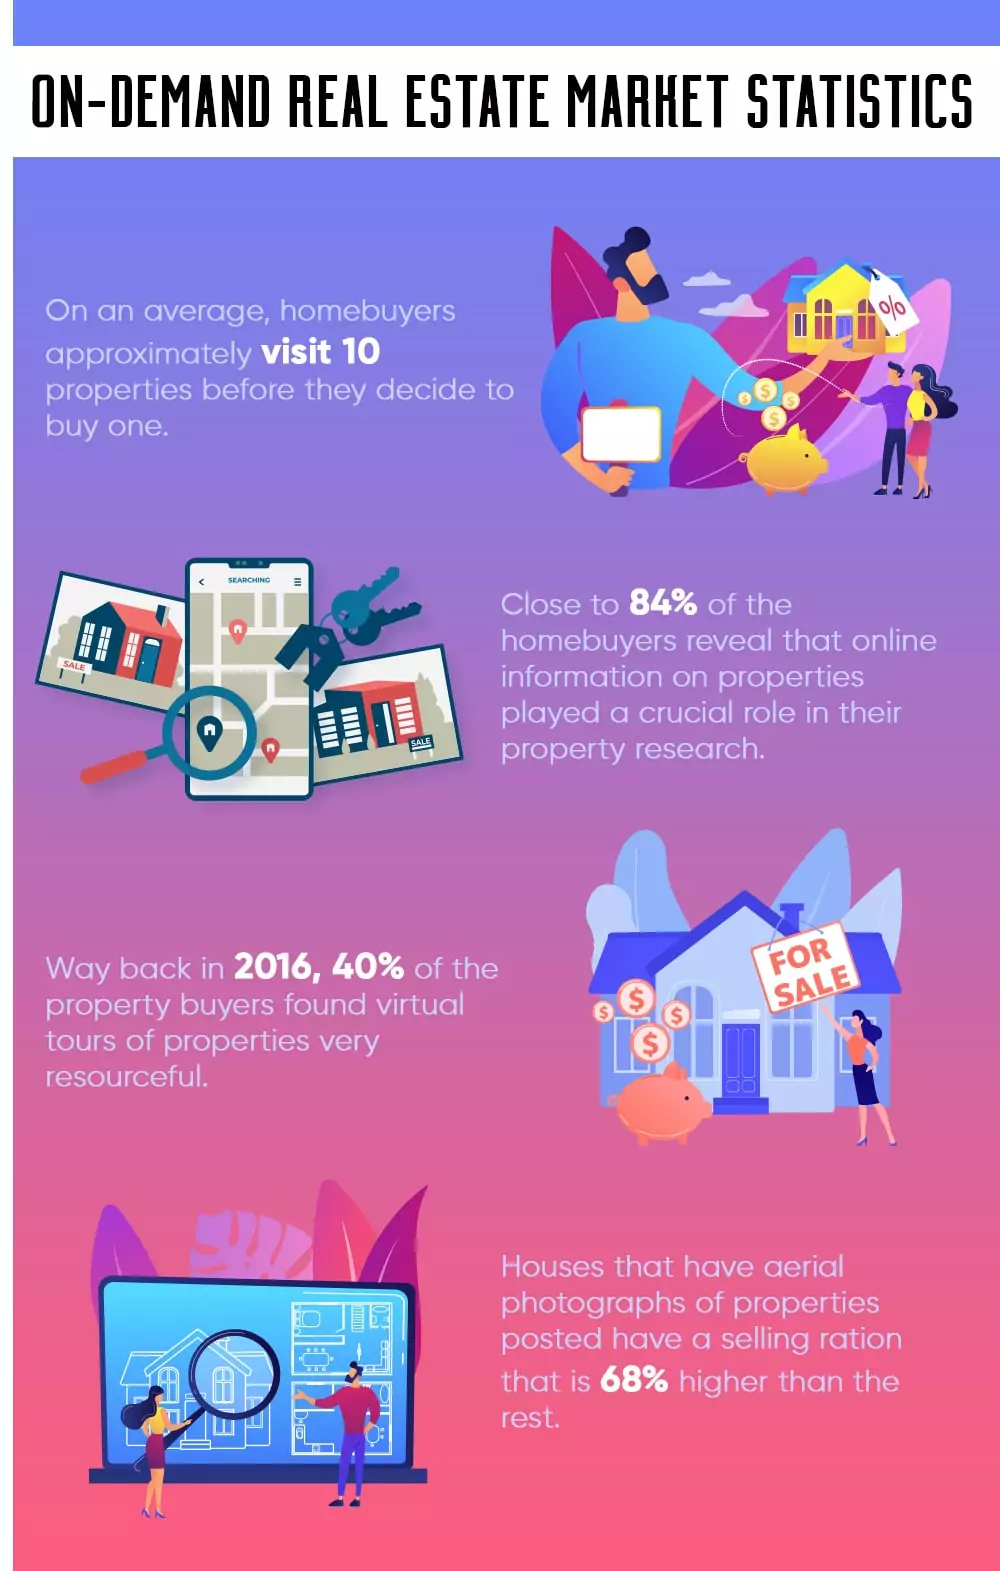 ON-DEMAND REAL ESTATE MARKET STATISTICS
On an average, homebuyers
approximately visit 10
properties before they decide to
buy one.
%
$
$
$
$
SEARCHING
SALE
SALE
Close to 84% of the
homebuyers reveal that online
information on properties
played a crucial role in their
property research.
Way back in 2016, 40% of the
property buyers found virtual
tours of properties very
resourceful.
FOR
SALE
$
$
$
$
Houses that have aerial
photographs of properties
posted have a selling ration
that is 68% higher than the
rest.